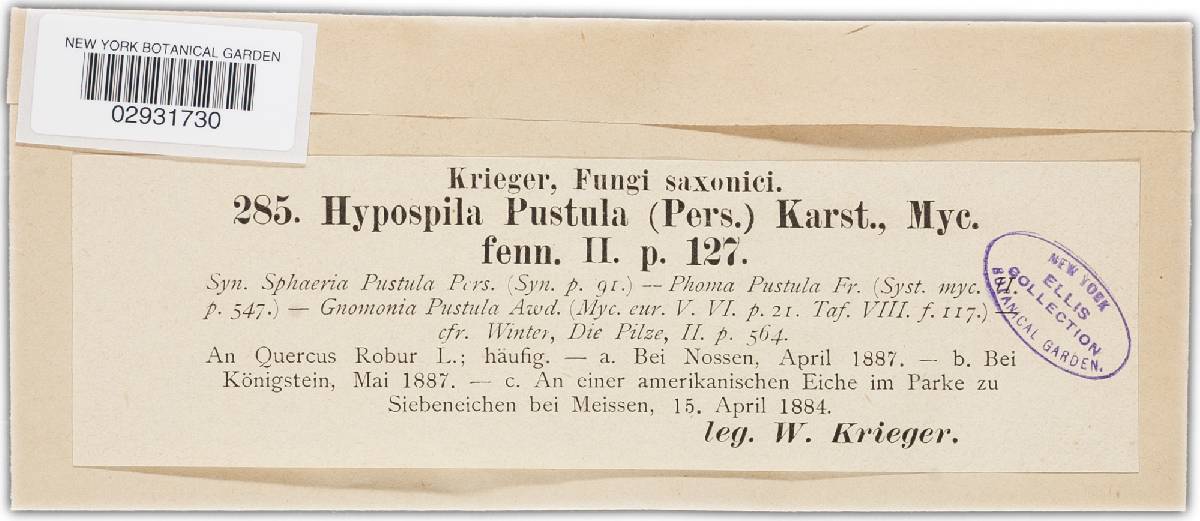 NEW YORK BOTANICAL GARDEN
02931730
Krieger, Fungi saxonici.
285. Hypospila Pustula (Pers.) Karst., Myc.
fenn. II. p. 127.
Syn. Sphaeria Pustula Pers. (Syn. p. 91.) — Phoma Pustula Fr. (Syst. myc. II.
p. 547.) — Gnomonia Pustula Awd. (Myc. eur. V. VI. p. 21. Taf. VIII. f. 117.) —
cfr. Winter, Die Pilze, II. p. 564.
An Quercus Robur L.; häufig. — a. Bei Nossen, April 1887. — b. Bei
Königstein, Mai 1887. — c. An einer amerikanischen Eiche im Parke zu
Siebeneichen bei Meissen, 15. April 1884.
leg. W. Krieger.
NEW YORK
ELLIS
COLLECTION
BOTANICAL GARDEN.